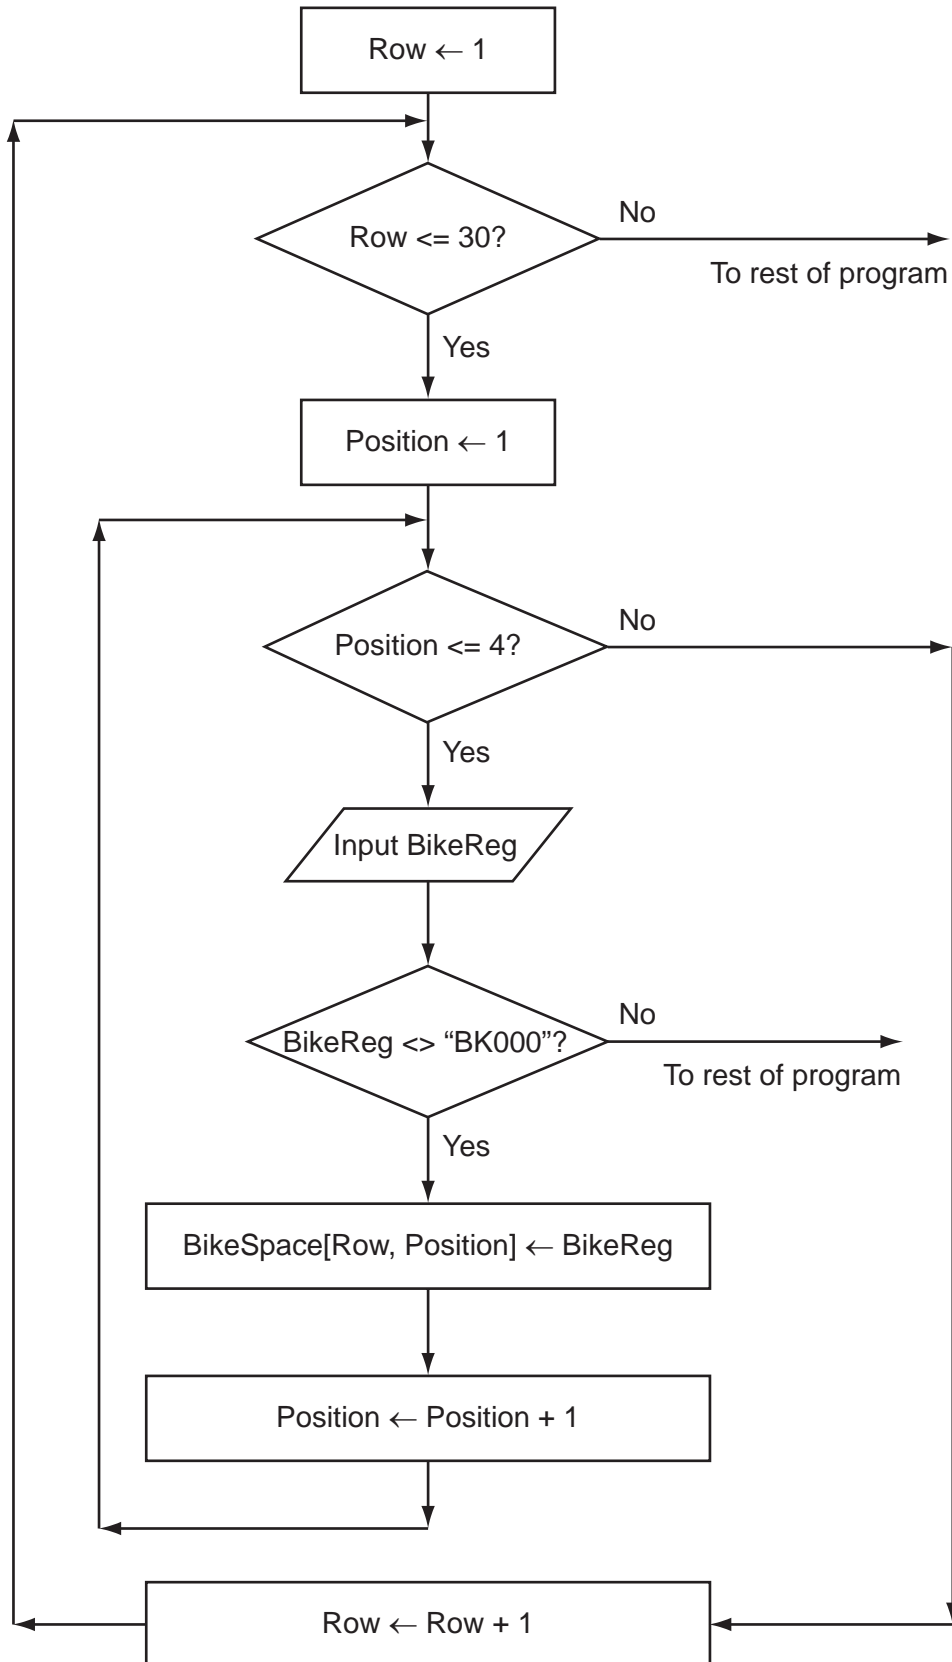 Row ← 1
Row <= 30?
No
To rest of program
Yes
Position ← 1
Position <= 4?
No
Yes
Input BikeReg
BikeReg <> “BK000”?
No
To rest of program
Yes
BikeSpace[Row, Position] ← BikeReg
Position ← Position + 1
Row ← Row + 1